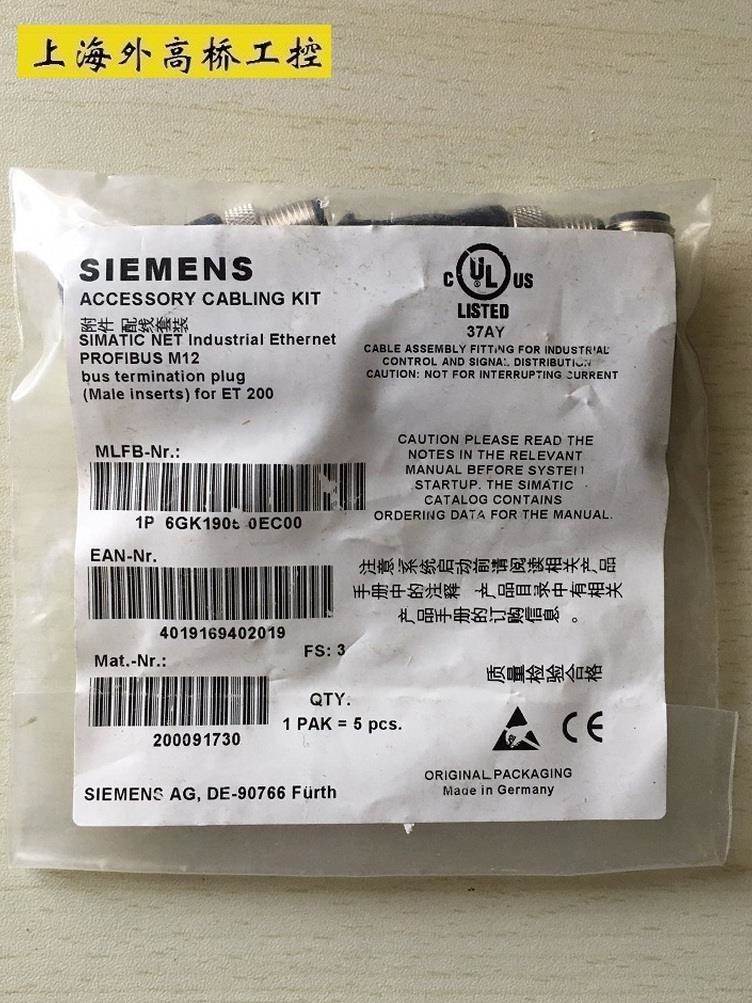 上海外高桥工控
SIEMENS
ACCESSORY CABLING KIT
附件 配线套装
SIMATIC NET Industrial Ethernet
PROFIBUS M12
bus termination plug
(Male inserts) for ET 200
C UL US
®
LISTED
37AY
CABLE ASSEMBLY FITTING FOR INDUSTRIAL
CONTROL AND SIGNAL DISTRIBUTION
CAUTION: NOT FOR INTERRUPTING CURRENT
MLFB-Nr.:
1P 6GK190 0EC00
CAUTION PLEASE READ THE
NOTES IN THE RELEVANT
MANUAL BEFORE SYSTEM
STARTUP. THE SIMATIC
CATALOG CONTAINS
ORDERING DATA FOR THE MANUAL.
EAN-Nr.
4019169402019
FS: 3
注意:系统启动前请阅读相关产品
手册中的注释 产品目录中有相关
产品手册的订购信息。
Mat.-Nr.:
200091730
QTY.
1 PAK = 5 pcs.
质量检验合格
CE
SIEMENS AG, DE-90766 Fürth
ORIGINAL PACKAGING
Made in Germany